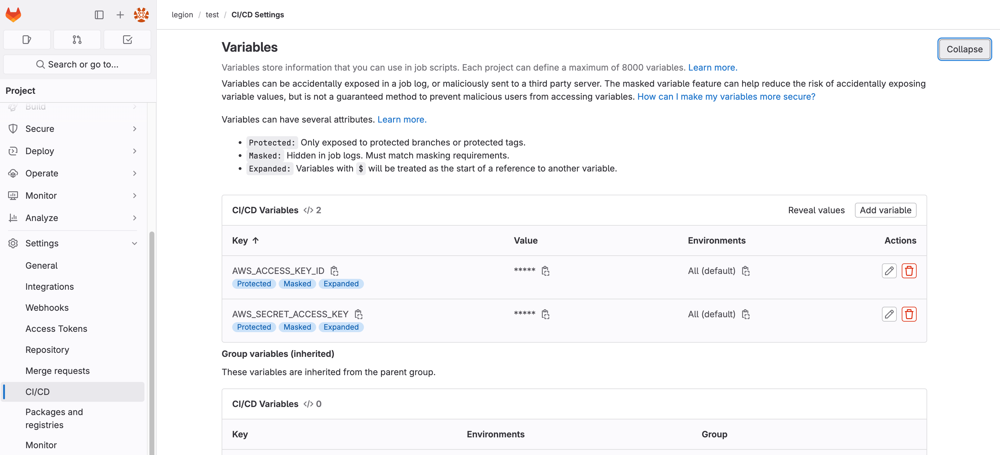 legion / test / CI/CD Settings
Search or go to...
Project
Build
Secure
Deploy
Operate
Monitor
Analyze
Settings
General
Integrations
Webhooks
Access Tokens
Repository
Merge requests
CI/CD
Packages and
registries
Monitor
Variables
Collapse
Variables store information that you can use in job scripts. Each project can define a maximum of 8000 variables. Learn more.
Variables can be accidentally exposed in a job log, or maliciously sent to a third party server. The masked variable feature can help reduce the risk of accidentally exposing
variable values, but is not a guaranteed method to prevent malicious users from accessing variables. How can I make my variables more secure?
Variables can have several attributes. Learn more.
• Protected: Only exposed to protected branches or protected tags.
• Masked: Hidden in job logs. Must match masking requirements.
• Expanded: Variables with $ will be treated as the start of a reference to another variable.
CI/CD Variables </> 2 Reveal values Add variable
Key ↑ Value Environments Actions
AWS_ACCESS_KEY_ID ***** All (default)
Protected Masked Expanded
AWS_SECRET_ACCESS_KEY ***** All (default)
Protected Masked Expanded
Group variables (inherited)
These variables are inherited from the parent group.
CI/CD Variables </> 0
Key Environments Group